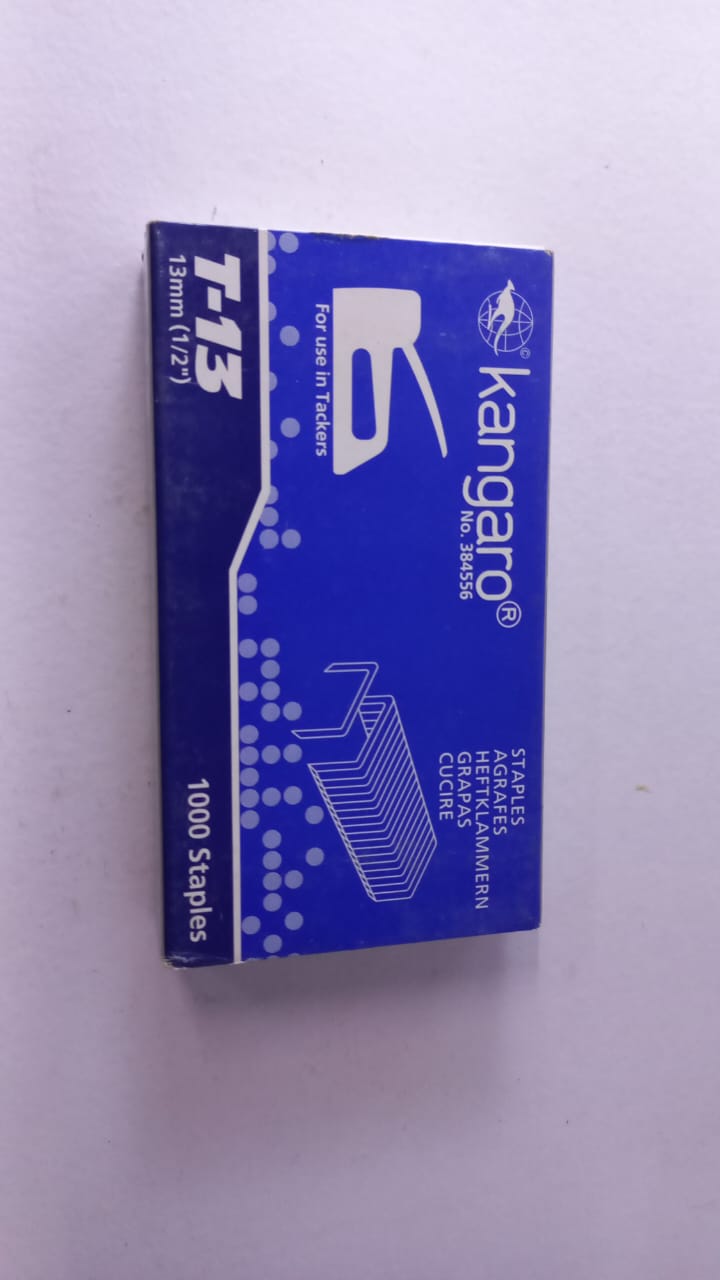 ©
kangaro®
No. 384556
STAPLES
AGRAFES
HEFTKLAMMERN
GRAPAS
CUCIRE
For use in Tackers
T-13
13mm (1/2")
1000 Staples